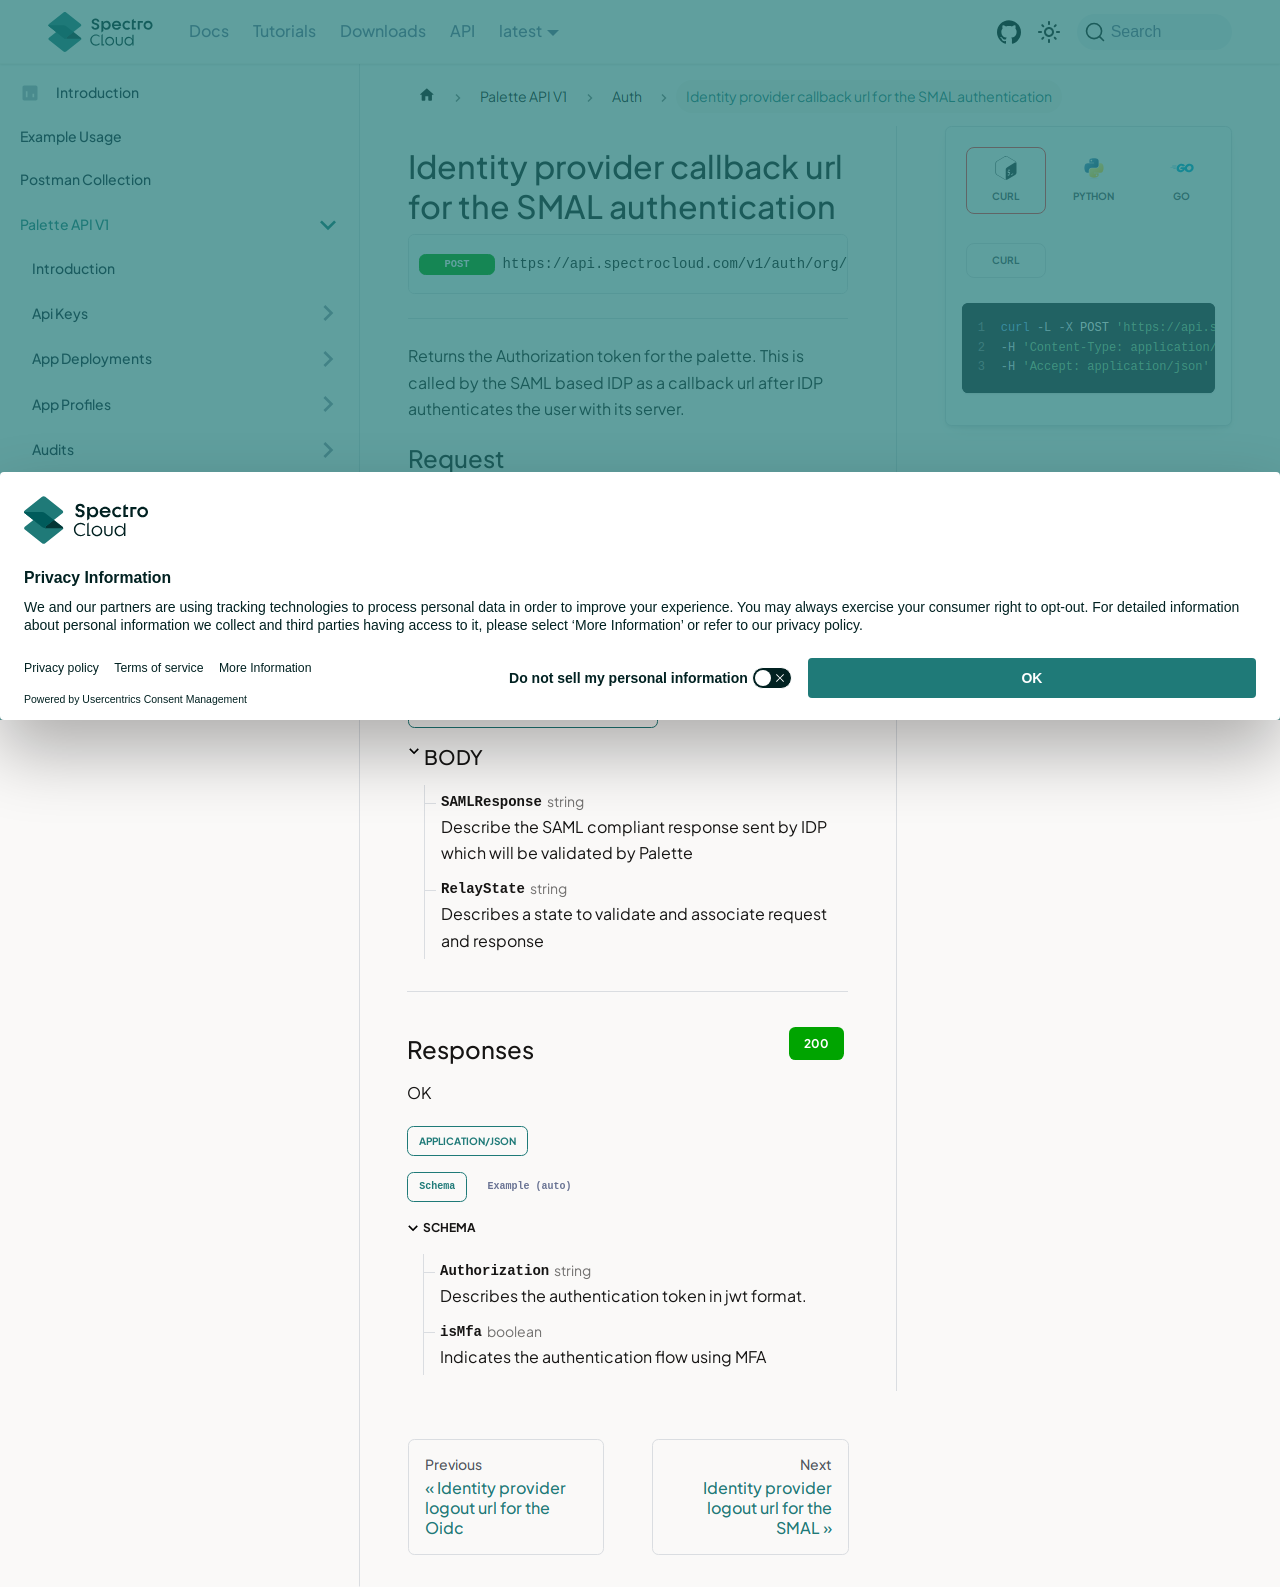 Spectro
Cloud
Docs
Tutorials
Downloads
API
latest
Search
Introduction
Example Usage
Postman Collection
Palette API V1
Introduction
Api Keys
App Deployments
App Profiles
Audits
Palette API V1
Auth
Identity provider callback url for the SMAL authentication
Identity provider callback url
for the SMAL authentication
POST
https://api.spectrocloud.com/v1/auth/org/
Returns the Authorization token for the palette. This is
called by the SAML based IDP as a callback url after IDP
authenticates the user with its server.
Request
CURL
PYTHON
GO
CURL
1 curl -L -X POST 'https://api.s
2 -H 'Content-Type: application/
3 -H 'Accept: application/json'
Spectro
Cloud
Privacy Information
We and our partners are using tracking technologies to process personal data in order to improve your experience. You may always exercise your consumer right to opt-out. For detailed information
about personal information we collect and third parties having access to it, please select ‘More Information’ or refer to our privacy policy.
Privacy policy
Terms of service
More Information
Do not sell my personal information
OK
Powered by Usercentrics Consent Management
BODY
SAMLResponse string
Describe the SAML compliant response sent by IDP
which will be validated by Palette
RelayState string
Describes a state to validate and associate request
and response
Responses
200
OK
APPLICATION/JSON
Schema
Example (auto)
SCHEMA
Authorization string
Describes the authentication token in jwt format.
isMfa boolean
Indicates the authentication flow using MFA
Previous
« Identity provider
logout url for the
Oidc
Next
Identity provider
logout url for the
SMAL »